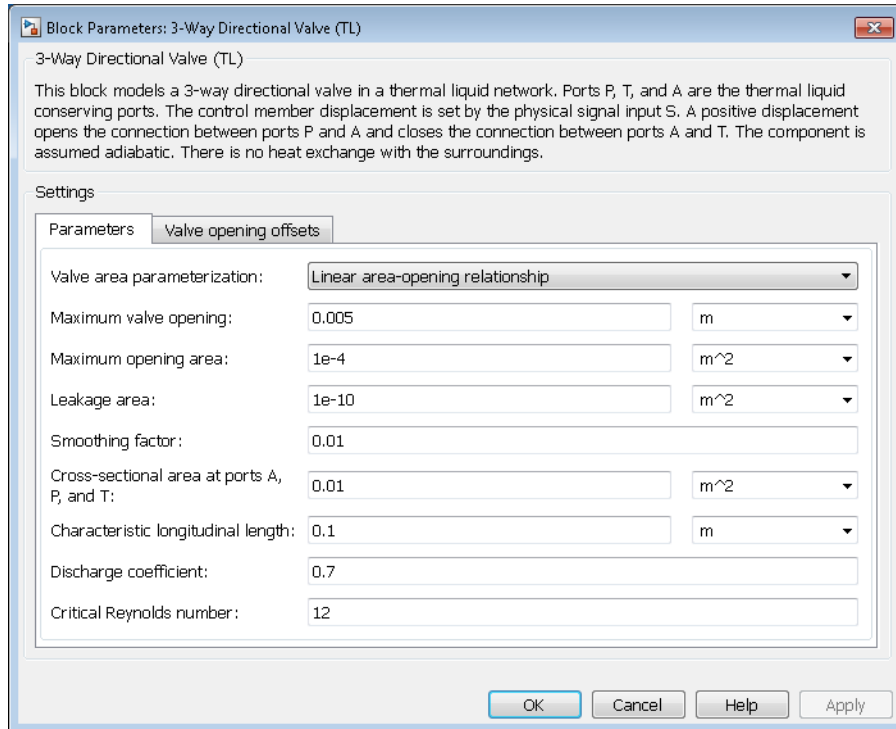 Block Parameters: 3-Way Directional Valve (TL)
3-Way Directional Valve (TL)
This block models a 3-way directional valve in a thermal liquid network. Ports P, T, and A are the thermal liquid
conserving ports. The control member displacement is set by the physical signal input S. A positive displacement
opens the connection between ports P and A and closes the connection between ports A and T. The component is
assumed adiabatic. There is no heat exchange with the surroundings.
Settings
Parameters Valve opening offsets
Valve area parameterization: Linear area-opening relationship
Maximum valve opening: 0.005 m
Maximum opening area: 1e-4 m^2
Leakage area: 1e-10 m^2
Smoothing factor: 0.01
Cross-sectional area at ports A,
P, and T: 0.01 m^2
Characteristic longitudinal length: 0.1 m
Discharge coefficient: 0.7
Critical Reynolds number: 12
OK Cancel Help Apply